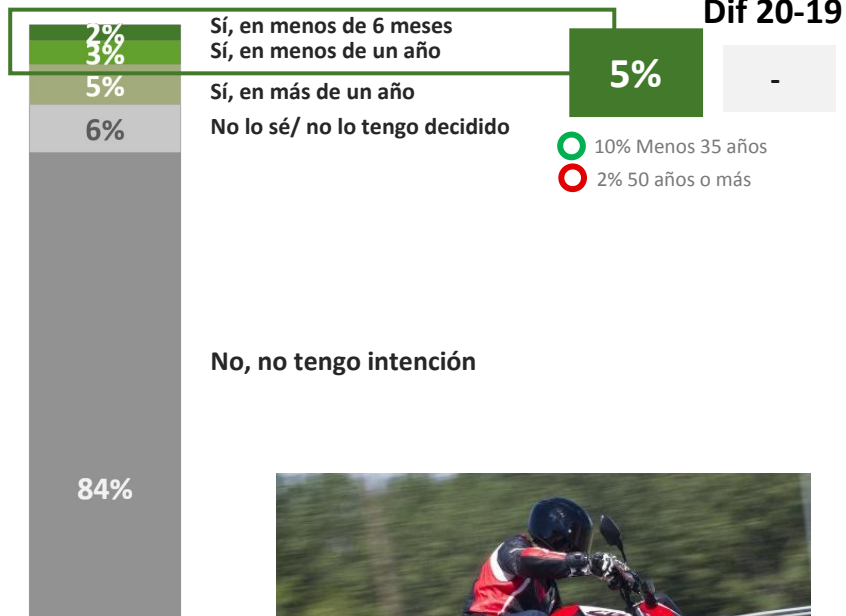 Dif 20-19
2% Sí, en menos de 6 meses
3% Sí, en menos de un año
5% -
5% Sí, en más de un año
6% No lo sé/ no lo tengo decidido
10% Menos 35 años
2% 50 años o más
No, no tengo intención
84%